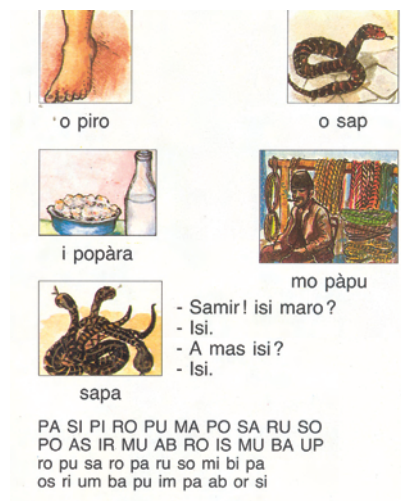 o piro
o sap
i popàra
mo pàpu
- Samir! isi maro?
- Isi.
- A mas isi?
- Isi.
sapa
PA SI PI RO PU MA PO SA RU SO
PO AS IR MU AB RO IS MU BA UP
ro pu sa ro pa ru so mi bi pa
os ri um ba pu im pa ab or si